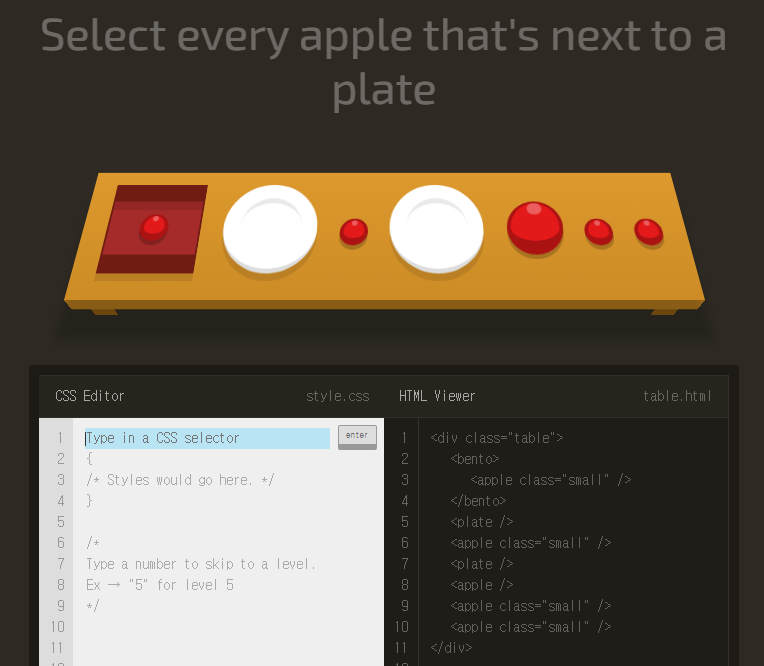 Select every apple that's next to a
plate
CSS Editor
style.css
HTML Viewer
table.html
1 Type in a CSS selector
enter
2 {
3 /* Styles would go here. */
4 }
5
6 /*
7 Type a number to skip to a level.
8 Ex → "5" for level 5
9 */
10
11
1 <div class="table">
2 <bento>
3 <apple class="small" />
4 </bento>
5 <plate />
6 <apple class="small" />
7 <plate />
8 <apple />
9 <apple class="small" />
10 <apple class="small" />
11 </div>